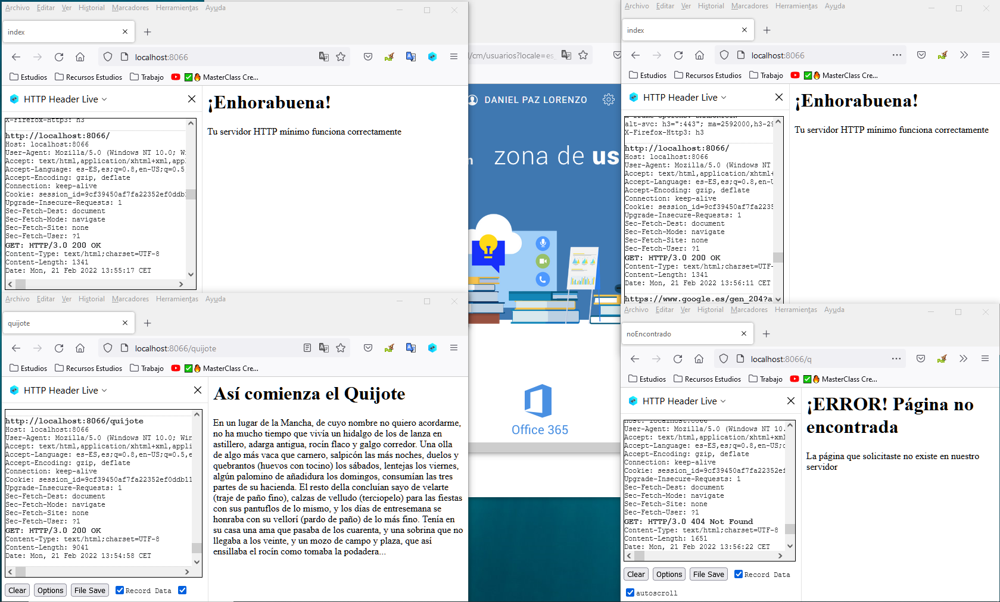 Archivo Editar Ver Historial Marcadores Herramientas Ayuda
index
localhost:8066
Estudios Recursos Estudios Trabajo MasterClass Cre...
HTTP Header Live
X-Firefox-Http3: h3
http://localhost:8066/
Host: localhost:8066
User-Agent: Mozilla/5.0 (Windows NT 10.0; Wi
Accept: text/html,application/xhtml+xml,appl
Accept-Language: es-ES,es;q=0.8,en-US;q=0.5
Accept-Encoding: gzip, deflate
Connection: keep-alive
Cookie: session_id=9cf39450af7fa22352ef0ddb
Upgrade-Insecure-Requests: 1
Sec-Fetch-Dest: document
Sec-Fetch-Mode: navigate
Sec-Fetch-Site: none
Sec-Fetch-User: ?1
GET: HTTP/3.0 200 OK
Content-Type: text/html;charset=UTF-8
Content-Length: 1341
Date: Mon, 21 Feb 2022 13:55:17 CET
¡Enhorabuena!
Tu servidor HTTP mínimo funciona correctamente
/cm/usuarios?locale=es_
DANIEL PAZ LORENZO
zona de us
Office 365
Archivo Editar Ver Historial Marcadores Herramientas Ayuda
index
localhost:8066
Estudios Recursos Estudios Trabajo MasterClass Cre...
HTTP Header Live
alt-svc: h3=":443"; ma=2592000,h3-29
X-Firefox-Http3: h3
http://localhost:8066/
Host: localhost:8066
User-Agent: Mozilla/5.0 (Windows NT
Accept: text/html,application/xhtml+
Accept-Language: es-ES,es;q=0.8,en-U
Accept-Encoding: gzip, deflate
Connection: keep-alive
Cookie: session_id=9cf39450af7fa2235
Upgrade-Insecure-Requests: 1
Sec-Fetch-Dest: document
Sec-Fetch-Mode: navigate
Sec-Fetch-Site: none
Sec-Fetch-User: ?1
GET: HTTP/3.0 200 OK
Content-Type: text/html;charset=UTF-
Content-Length: 1341
Date: Mon, 21 Feb 2022 13:56:11 CET
https://www.google.es/gen_204?a
¡Enhorabuena!
Tu servidor HTTP mínimo funciona correctamente
Archivo Editar Ver Historial Marcadores Herramientas Ayuda
quijote
localhost:8066/quijote
Estudios Recursos Estudios Trabajo MasterClass Cre...
HTTP Header Live
http://localhost:8066/quijote
Host: localhost:8066
User-Agent: Mozilla/5.0 (Windows NT 10.0; Win
Accept: text/html,application/xhtml+xml,appli
Accept-Language: es-ES,es;q=0.8,en-US;q=0.5,e
Accept-Encoding: gzip, deflate
Connection: keep-alive
Cookie: session_id=9cf39450af7fa22352ef0ddb11
Upgrade-Insecure-Requests: 1
Sec-Fetch-Dest: document
Sec-Fetch-Mode: navigate
Sec-Fetch-Site: none
Sec-Fetch-User: ?1
GET: HTTP/3.0 200 OK
Content-Type: text/html;charset=UTF-8
Content-Length: 9041
Date: Mon, 21 Feb 2022 13:54:58 CET
Clear Options File Save Record Data
Así comienza el Quijote
En un lugar de la Mancha, de cuyo nombre no quiero acordarme,
no ha mucho tiempo que vivía un hidalgo de los de lanza en
astillero, adarga antigua, rocín flaco y galgo corredor. Una olla
de algo más vaca que carnero, salpicón las más noches, duelos y
quebrantos (huevos con tocino) los sábados, lentejas los viernes,
algún palomino de añadidura los domingos, consumían las tres
partes de su hacienda. El resto della concluían sayo de velarte
(traje de paño fino), calzas de velludo (terciopelo) para las fiestas
con sus pantuflos de lo mismo, y los días de entresemana se
honraba con su vellorí (pardo de paño) de lo más fino. Tenía en
su casa una ama que pasaba de los cuarenta, y una sobrina que no
llegaba a los veinte, y un mozo de campo y plaza, que así
ensillaba el rocín como tomaba la podadera...
Archivo Editar Ver Historial Marcadores Herramientas Ayuda
noEncontrado
localhost:8066/q
Estudios Recursos Estudios Trabajo MasterClass Cre...
HTTP Header Live
Host: localhost:8066
User-Agent: Mozilla/5.0 (Windows NT 10.
Accept: text/html,application/xhtml+xml
Accept-Language: es-ES,es;q=0.8,en-US;q
Accept-Encoding: gzip, deflate
Connection: keep-alive
Cookie: session_id=9cf39450af7fa22352ef
Upgrade-Insecure-Requests: 1
Sec-Fetch-Dest: document
Sec-Fetch-Mode: navigate
Sec-Fetch-Site: none
Sec-Fetch-User: ?1
GET: HTTP/3.0 404 Not Found
Content-Type: text/html;charset=UTF-8
Content-Length: 1651
Date: Mon, 21 Feb 2022 13:56:22 CET
Clear Options File Save Record Data
autoscroll
¡ERROR! Página no
encontrada
La página que solicitaste no existe en nuestro
servidor